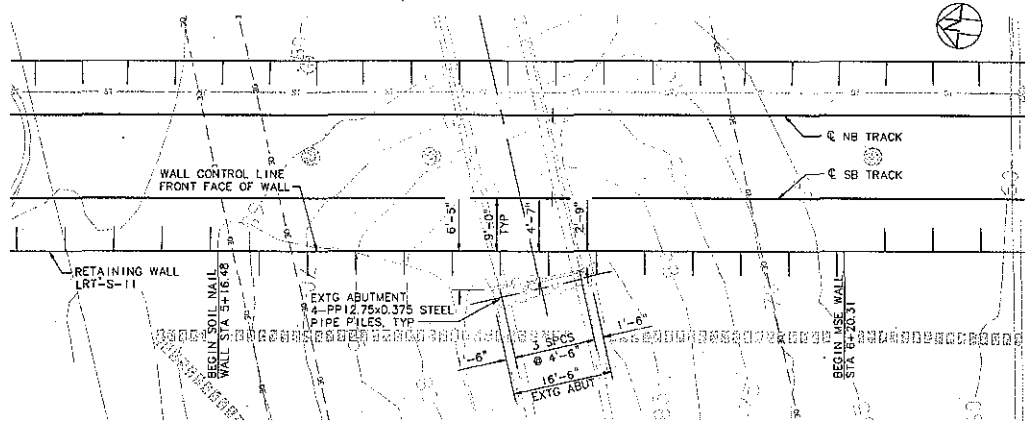 ℄ NB TRACK
WALL CONTROL LINE
FRONT FACE OF WALL
℄ SB TRACK
6'-5"
9'-0"
TYP
4'-7"
2'-9"
RETAINING WALL
LRT-S-11
BEGIN SOIL NAIL
WALL STA 5+16.48
EXTG ABUTMENT
4-PP12.75x0.375 STEEL
PIPE PILES, TYP
1'-6"
3 SPCS
@ 4'-6"
1'-6"
16'-6"
EXTG ABUT
BEGIN MSE WALL
STA 6+20.31